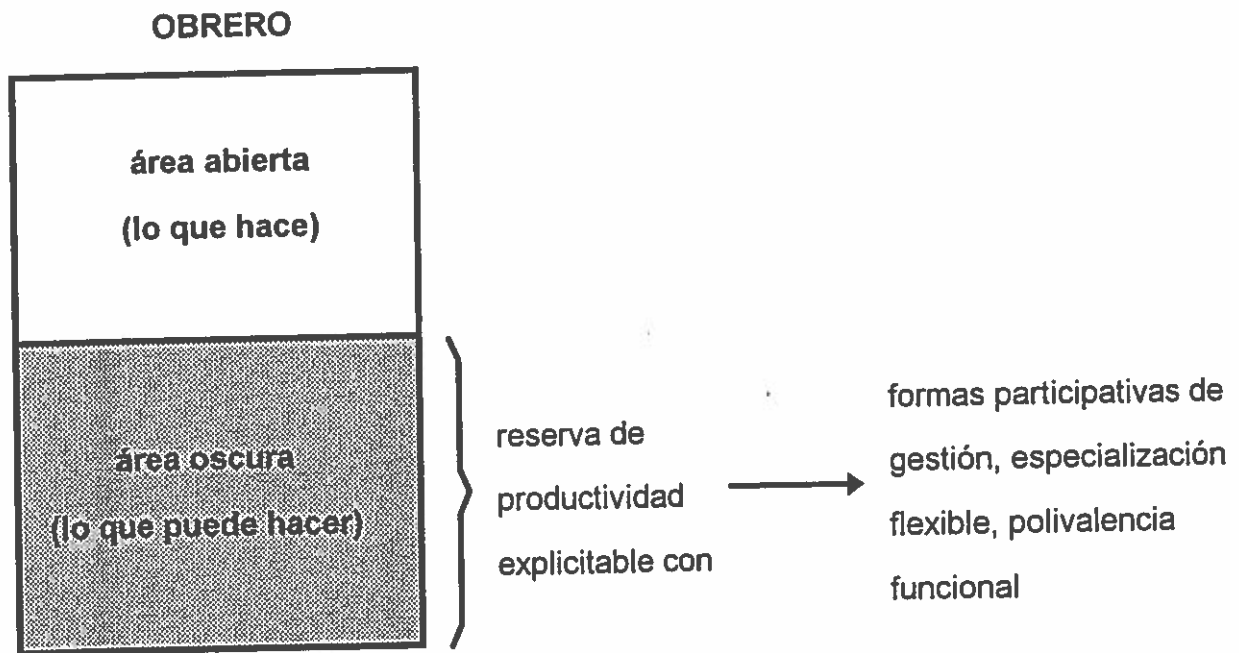 OBRERO
área abierta
(lo que hace)
área oscura
(lo que puede hacer)
reserva de
productividad
explicitable con
formas participativas de
gestión, especialización
flexible, polivalencia
funcional